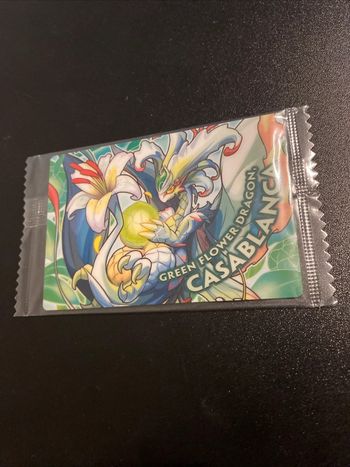 GREEN FLOWER DRAGON,
CASABLANCA